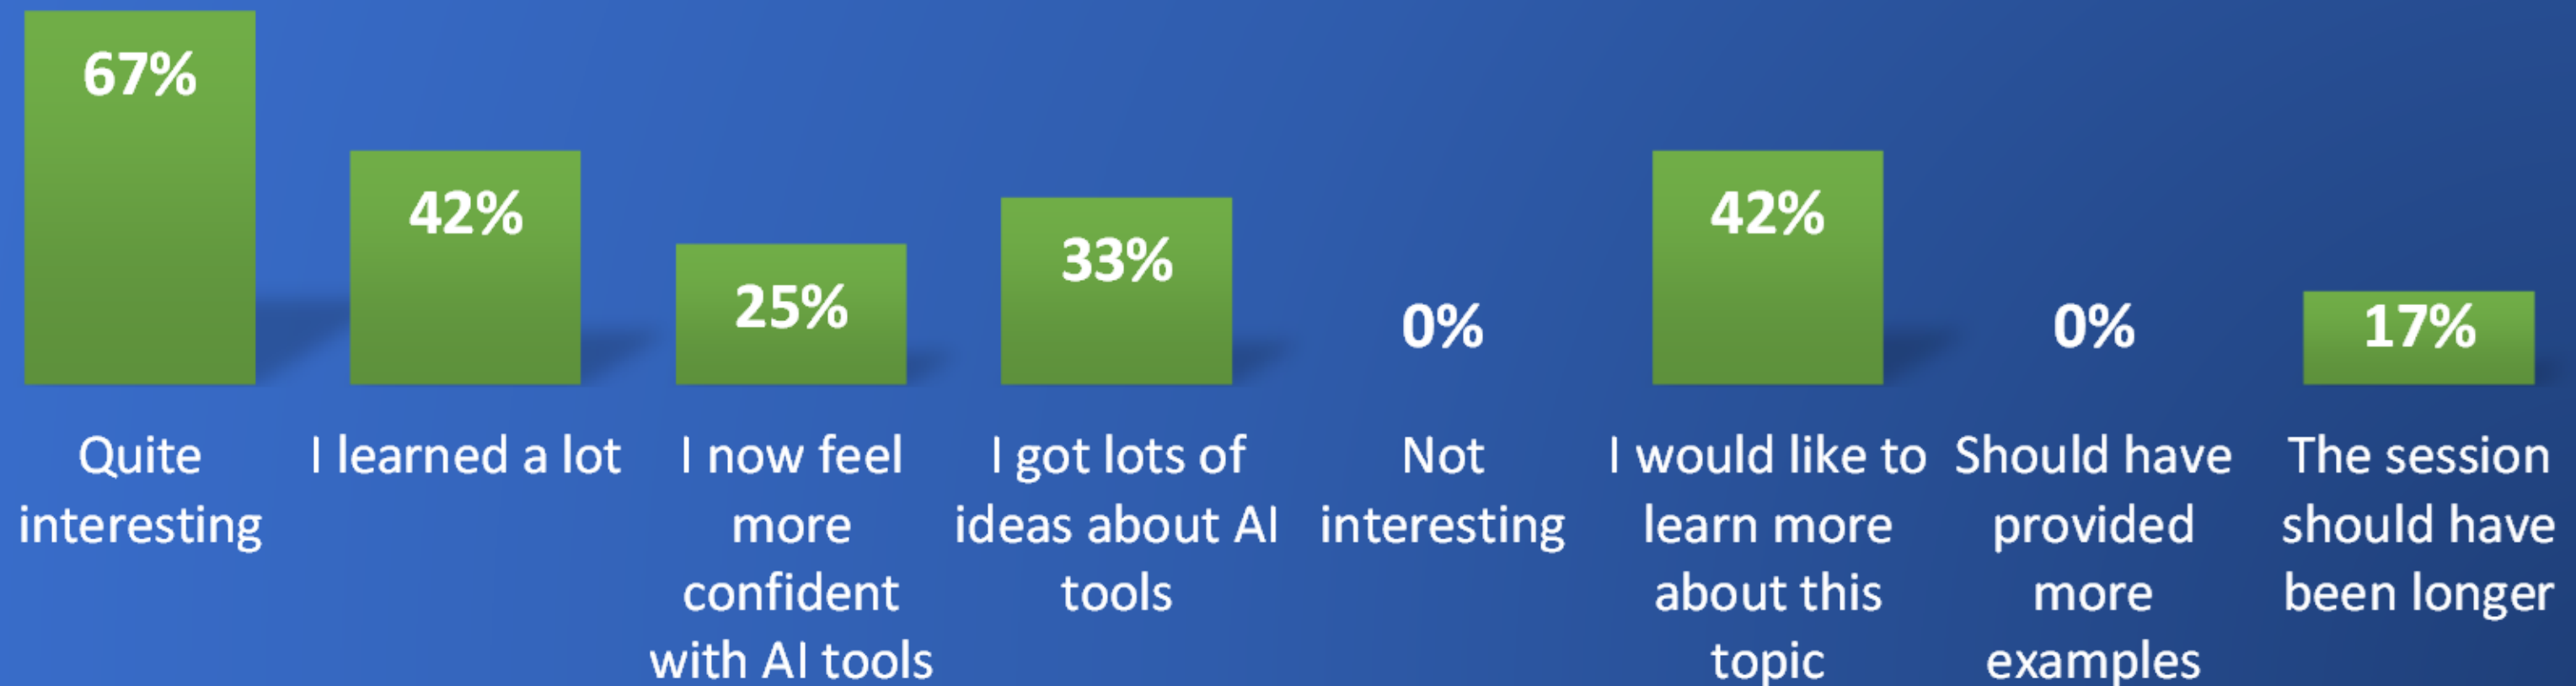 67%
42%
25%
33%
0%
42%
0%
17%
Quite
interesting
I learned a lot
I now feel
more
confident
with AI tools
I got lots of
ideas about AI
tools
Not
interesting
I would like to
learn more
about this
topic
Should have
provided
more
examples
The session
should have
been longer